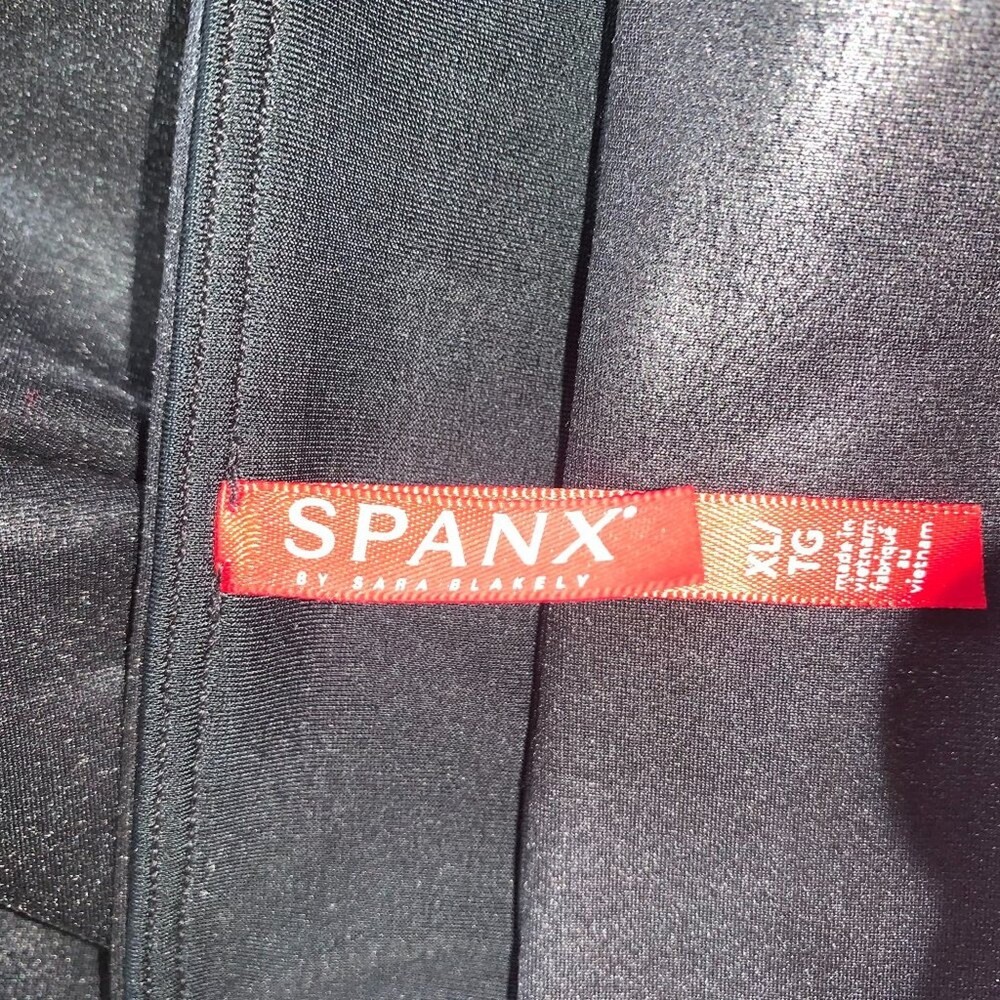 SPANX®
BY SARA BLAKELY
XL/
TG
made in
vietnam
fabriqué
au
vietnam